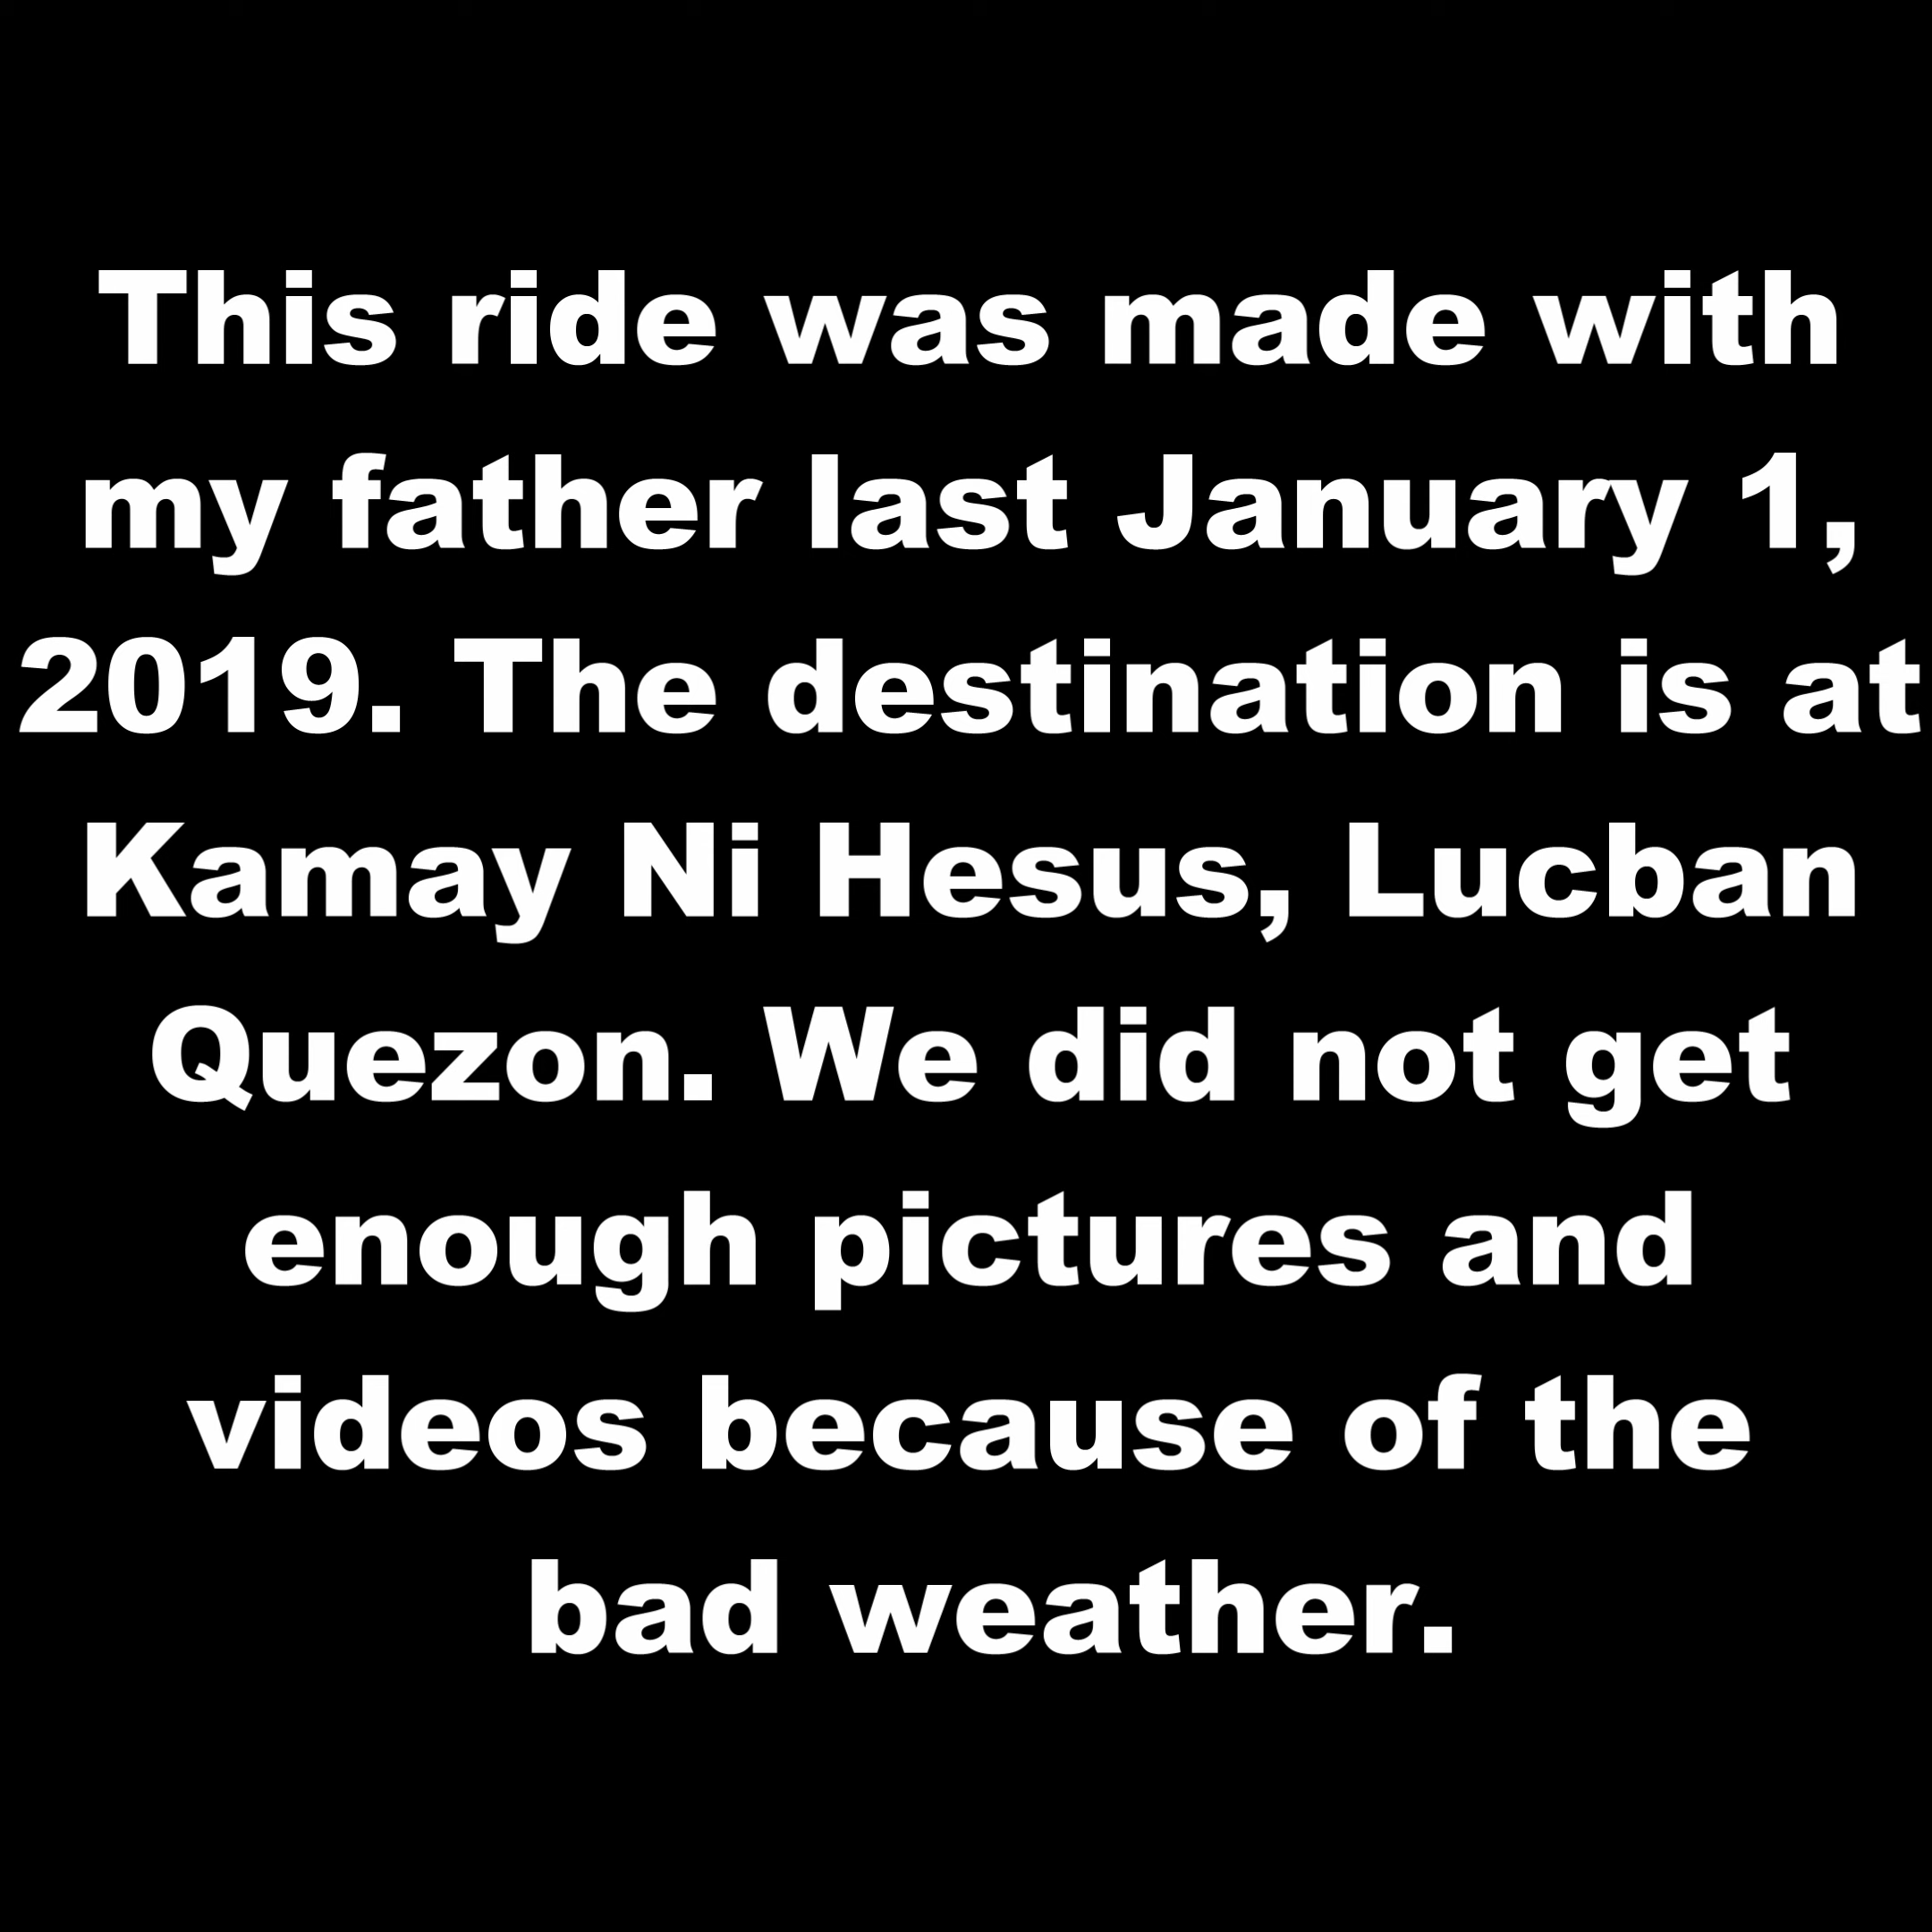 This ride was made with
my father last January 1,
2019. The destination is at
Kamay Ni Hesus, Lucban
Quezon. We did not get
enough pictures and
videos because of the
bad weather.